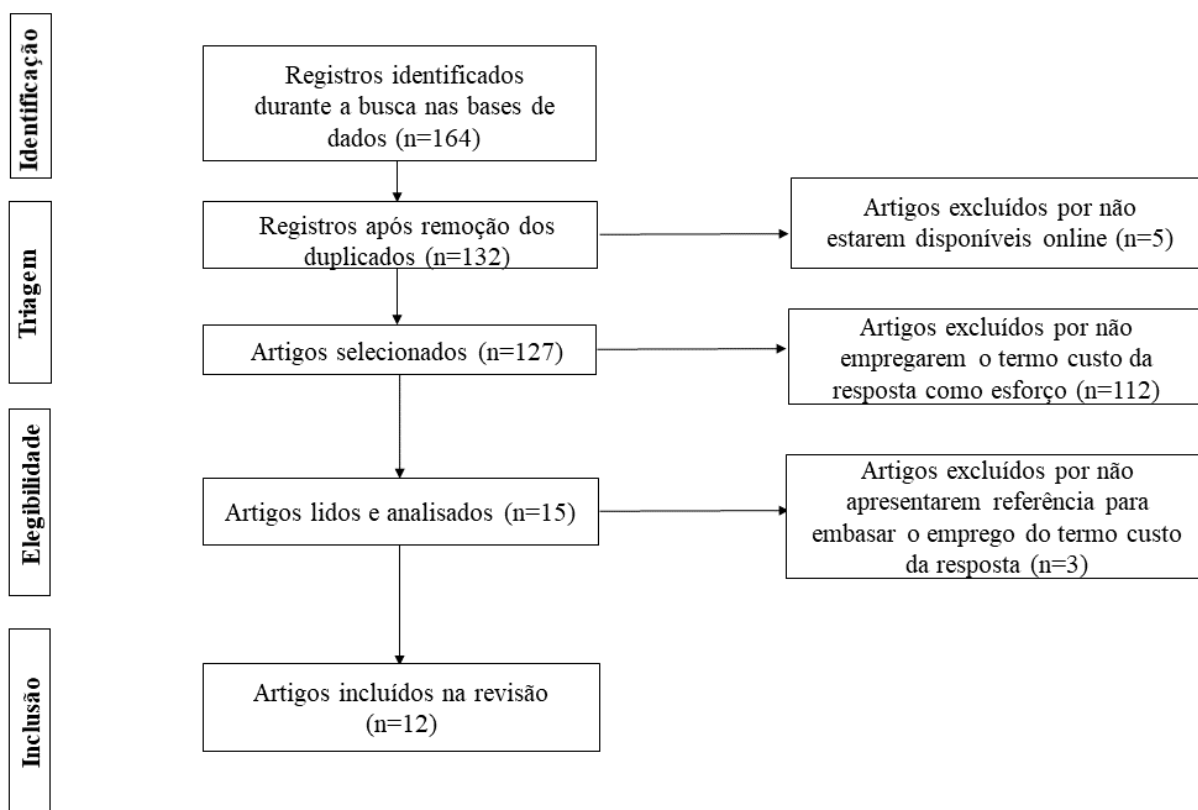 Identificação
Registros identificados
durante a busca nas bases de
dados (n=164)
Triagem
Registros após remoção dos
duplicados (n=132)
Artigos excluídos por não
estarem disponíveis online (n=5)
Artigos selecionados (n=127)
Artigos excluídos por não
empregarem o termo custo da
resposta como esforço (n=112)
Elegibilidade
Artigos lidos e analisados (n=15)
Artigos excluídos por não
apresentarem referência para
embasar o emprego do termo custo
da resposta (n=3)
Inclusão
Artigos incluídos na revisão
(n=12)